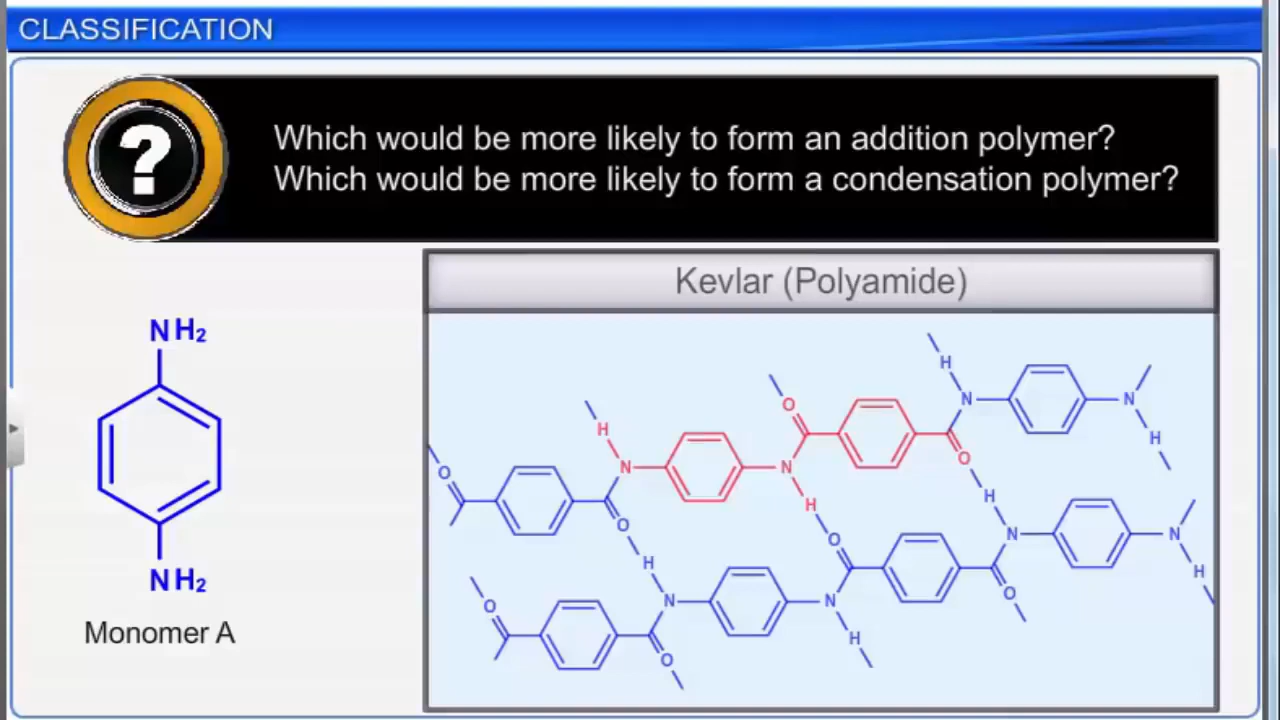 CLASSIFICATION
?
Which would be more likely to form an addition polymer?
Which would be more likely to form a condensation polymer?
Kevlar (Polyamide)
NH₂
NH₂
Monomer A
H
N
O
H
N
O
O
N
H
O
H
N
H
O
H
N
O
N
H
O
H
N
O
N
H
O